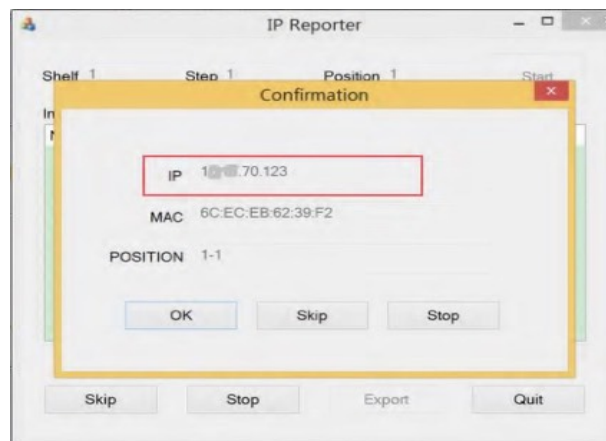 IP Reporter
Shelf 1 Step 1 Position 1 Start
Confirmation
In
IP .70.123
MAC 6C:EC:EB:62:39:F2
POSITION 1-1
OK Skip Stop
Skip Stop Export Quit